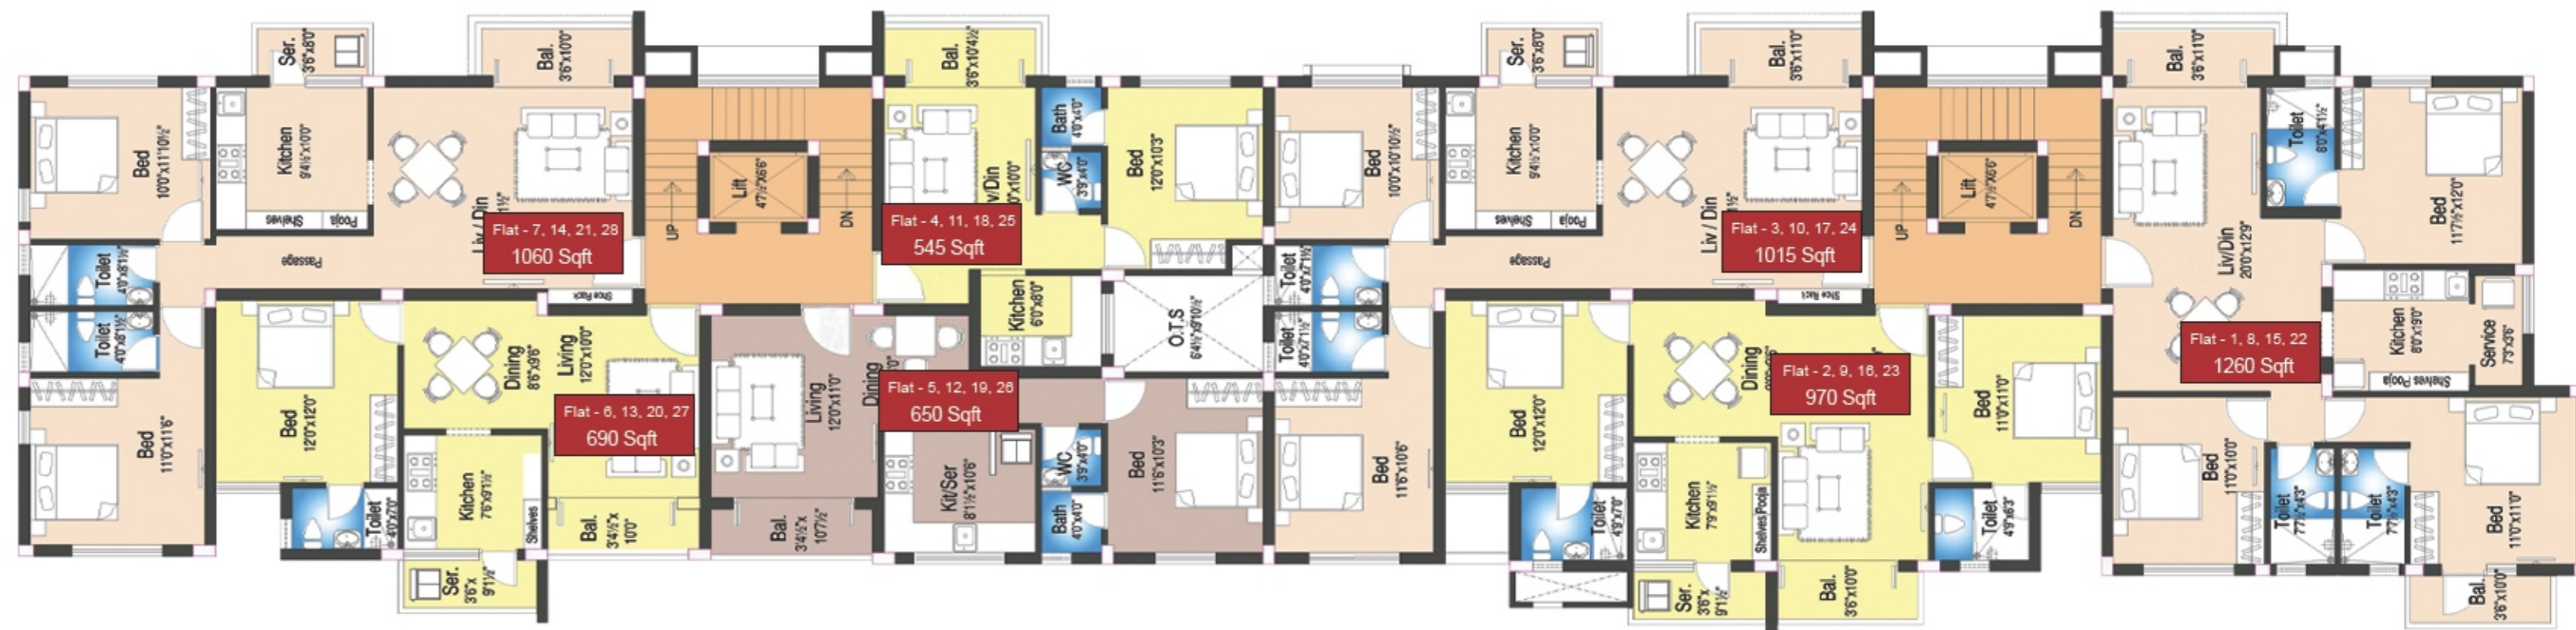 Ser.
3'6"x8'0"
Bal.
3'6"x10'0"
Bed
10'0"x11'10½"
Kitchen
9'4½"x10'0"
Shelves
Pooja
Liv / Din
Passage
Flat - 7, 14, 21, 28
1060 Sqft
Shoe Rack
Toilet
4'0"x8'1½"
Toilet
4'0"x8'1½"
Bed
11'0"x11'6"
UP
Lift
4'7½"x6'6"
DN
Bal.
3'6"x10'4½"
Bath
4'0"x4'0"
WC
3'9"x4'0"
Bed
12'0"x10'3"
Flat - 4, 11, 18, 25
545 Sqft
Kitchen
6'0"x8'0"
O.T.S
6'4½"x9'10½"
Bed
12'0"x12'0"
Dining
8'6"x9'6"
Living
12'0"x10'0"
Flat - 6, 13, 20, 27
690 Sqft
Toilet
4'0"x7'0"
Kitchen
7'6"x9'1½"
Shelves
Bal.
3'4½"x
10'0"
Ser.
3'6"x
9'1½"
Living
12'0"x11'0"
Dining
Flat - 5, 12, 19, 26
650 Sqft
Bal.
3'4½"x
10'7½"
Kit/Ser
8'1½"x10'6"
WC
3'9"x4'0"
Bath
4'0"x4'0"
Bed
11'6"x10'3"
Bed
10'0"x10'10½"
Ser.
3'6"x8'0"
Kitchen
9'4½"x10'0"
Shelves
Pooja
Bal.
3'6"x11'0"
Liv / Din
Passage
Flat - 3, 10, 17, 24
1015 Sqft
Shoe Rack
Toilet
4'0"x7'1½"
Toilet
4'0"x7'1½"
Bed
11'6"x10'6"
UP
Lift
4'7½"x6'6"
DN
Bed
12'0"x12'0"
Dining
Flat - 2, 9, 16, 23
970 Sqft
Bed
11'0"x11'0"
Toilet
4'9"x7'0"
Kitchen
7'9"x9'1½"
Shelves
Pooja
Toilet
4'9"x6'3"
Ser.
3'6"x
9'1½"
Bal.
3'6"x10'0"
Bal.
3'6"x11'0"
Toilet
8'0"x4'1½"
Bed
11'7½"x12'0"
Liv/Din
20'0"x12'9"
Flat - 1, 8, 15, 22
1260 Sqft
Kitchen
8'0"x19'0"
Shelves
Pooja
Service
7'3"x3'6"
Bed
11'0"x10'0"
Toilet
7'7½"x4'3"
Toilet
7'7½"x4'3"
Bed
11'0"x11'0"
Bal.
3'6"x10'0"